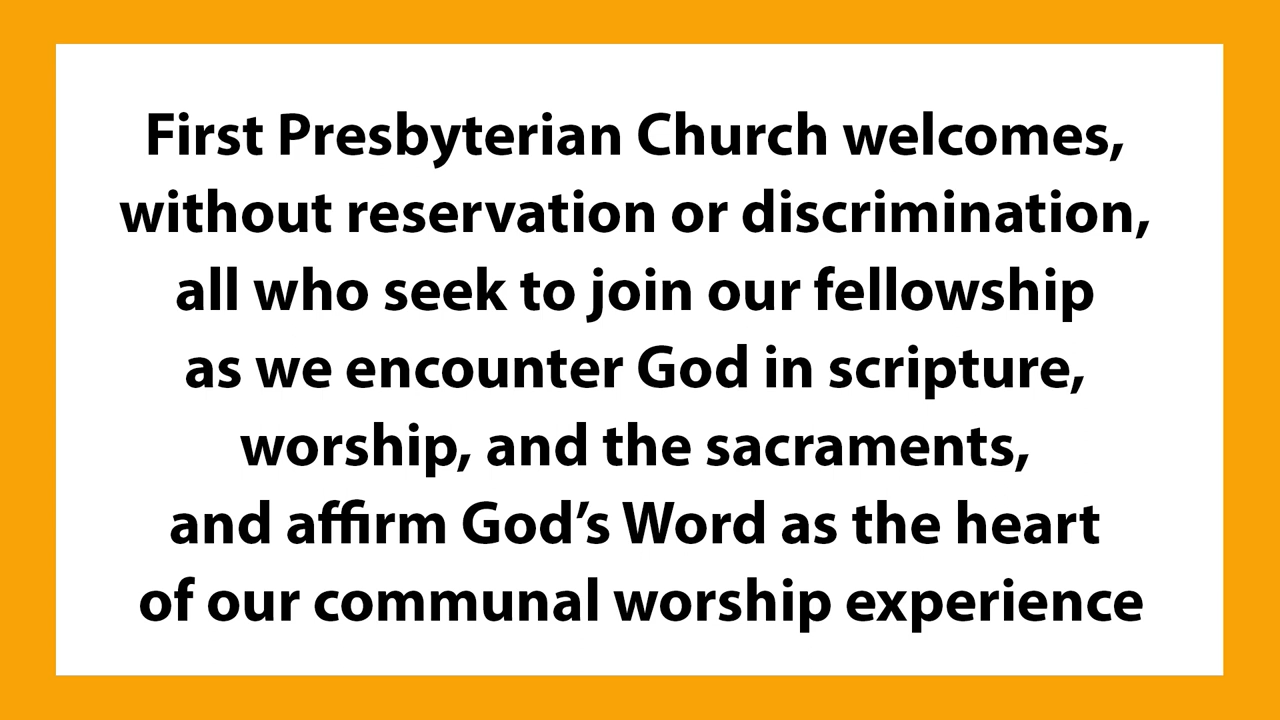 First Presbyterian Church welcomes,
without reservation or discrimination,
all who seek to join our fellowship
as we encounter God in scripture,
worship, and the sacraments,
and affirm God’s Word as the heart
of our communal worship experience